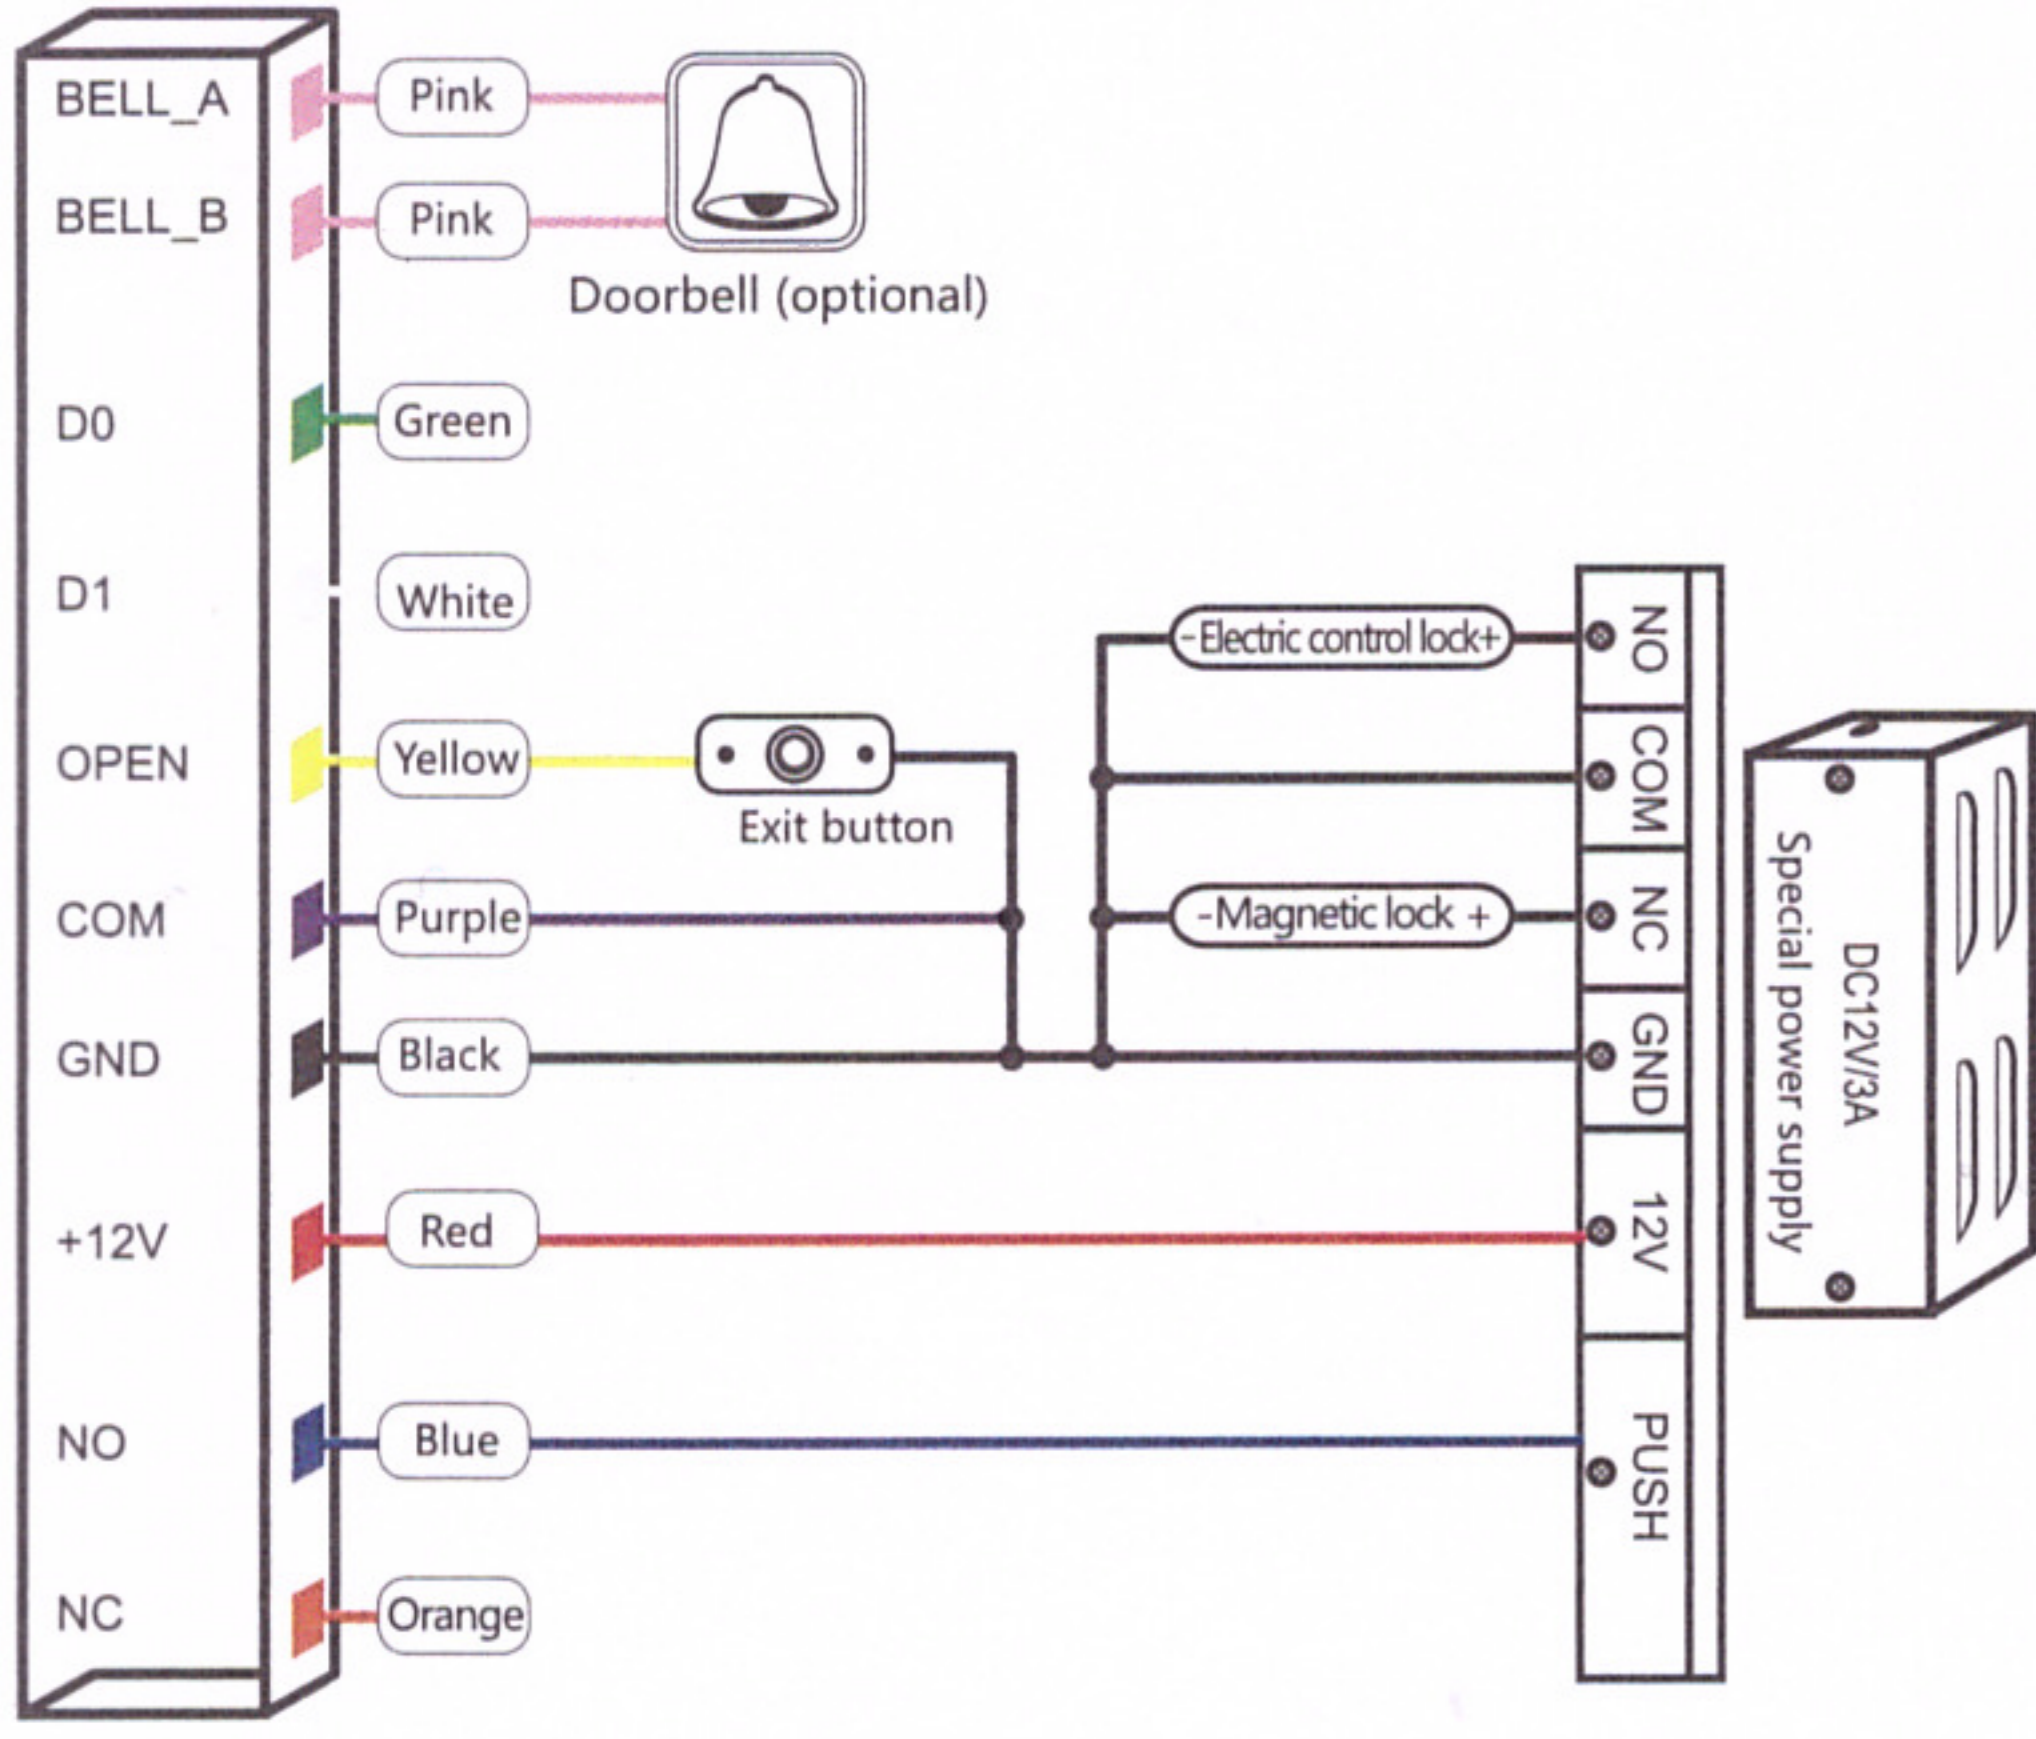 BELL_A
Pink
BELL_B
Pink
Doorbell (optional)
D0
Green
D1
White
-Electric control lock+
NO
OPEN
Yellow
Exit button
COM
COM
Purple
-Magnetic lock +
NC
GND
Black
GND
+12V
Red
12V
NO
Blue
PUSH
NC
Orange
DC12V/3A
Special power supply